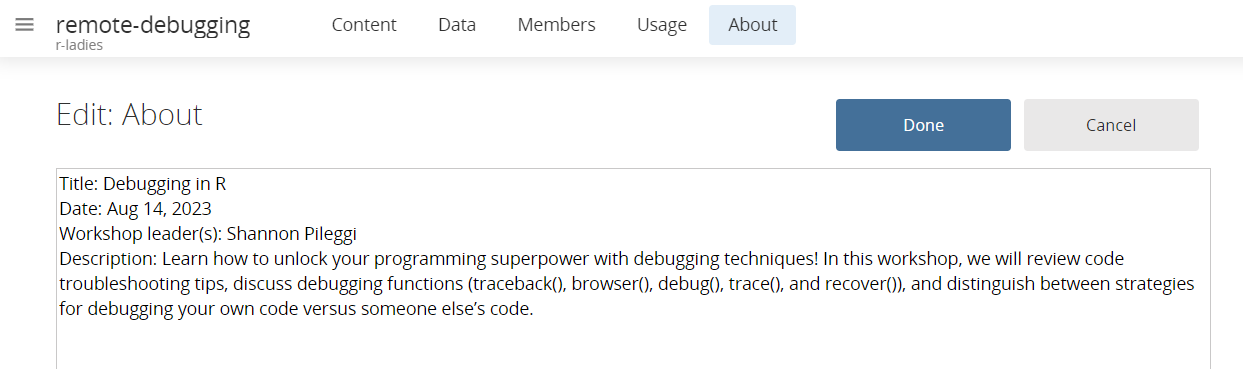 remote-debugging
r-ladies
Content Data Members Usage About
Edit: About
Done Cancel
Title: Debugging in R
Date: Aug 14, 2023
Workshop leader(s): Shannon Pileggi
Description: Learn how to unlock your programming superpower with debugging techniques! In this workshop, we will review code
troubleshooting tips, discuss debugging functions (traceback(), browser(), debug(), trace(), and recover()), and distinguish between strategies
for debugging your own code versus someone else’s code.